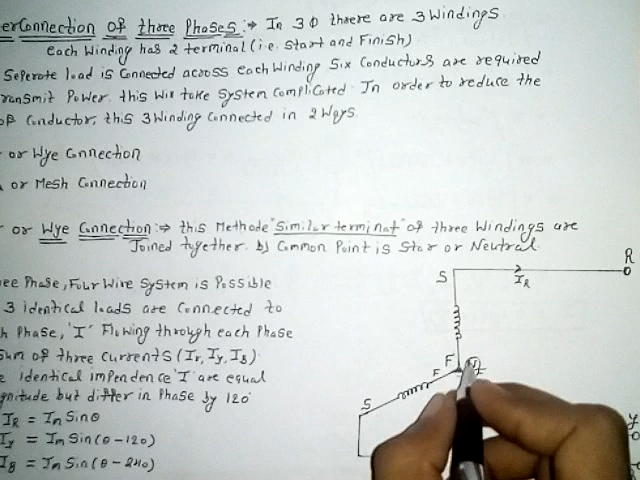 erConnection of three Phases :⇒ In 3 Φ threre are 3 Windings
each Winding has 2 terminal (i.e. Start and Finish)
Seperote load is Connected across each Winding Six Conductors are required
ransmit Power. this Will take System Complicated. In order to reduce the
of Conductor, this 3 Winding Connected in 2 Ways.
or Wye Connection
or Mesh Connection
or Wye Connection :⇒ this Methode "Similar terminal" of three Windings are
Joined together. by Common Point is Star or Neutral.
ee Phase, Four Wire System is Possible
3 identical loads are Connected to
h Phase, 'I' Flowing through each Phase
Sum of three Currents (Ir, Iy, IB)
e identical impendence 'I' are equal
gnitude but differ in Phase by 120°
IR = Im Sinθ
Iy = Im Sin(θ-120)
IB = Im Sin(θ-240)
R
S
IR
F
F
S
Y